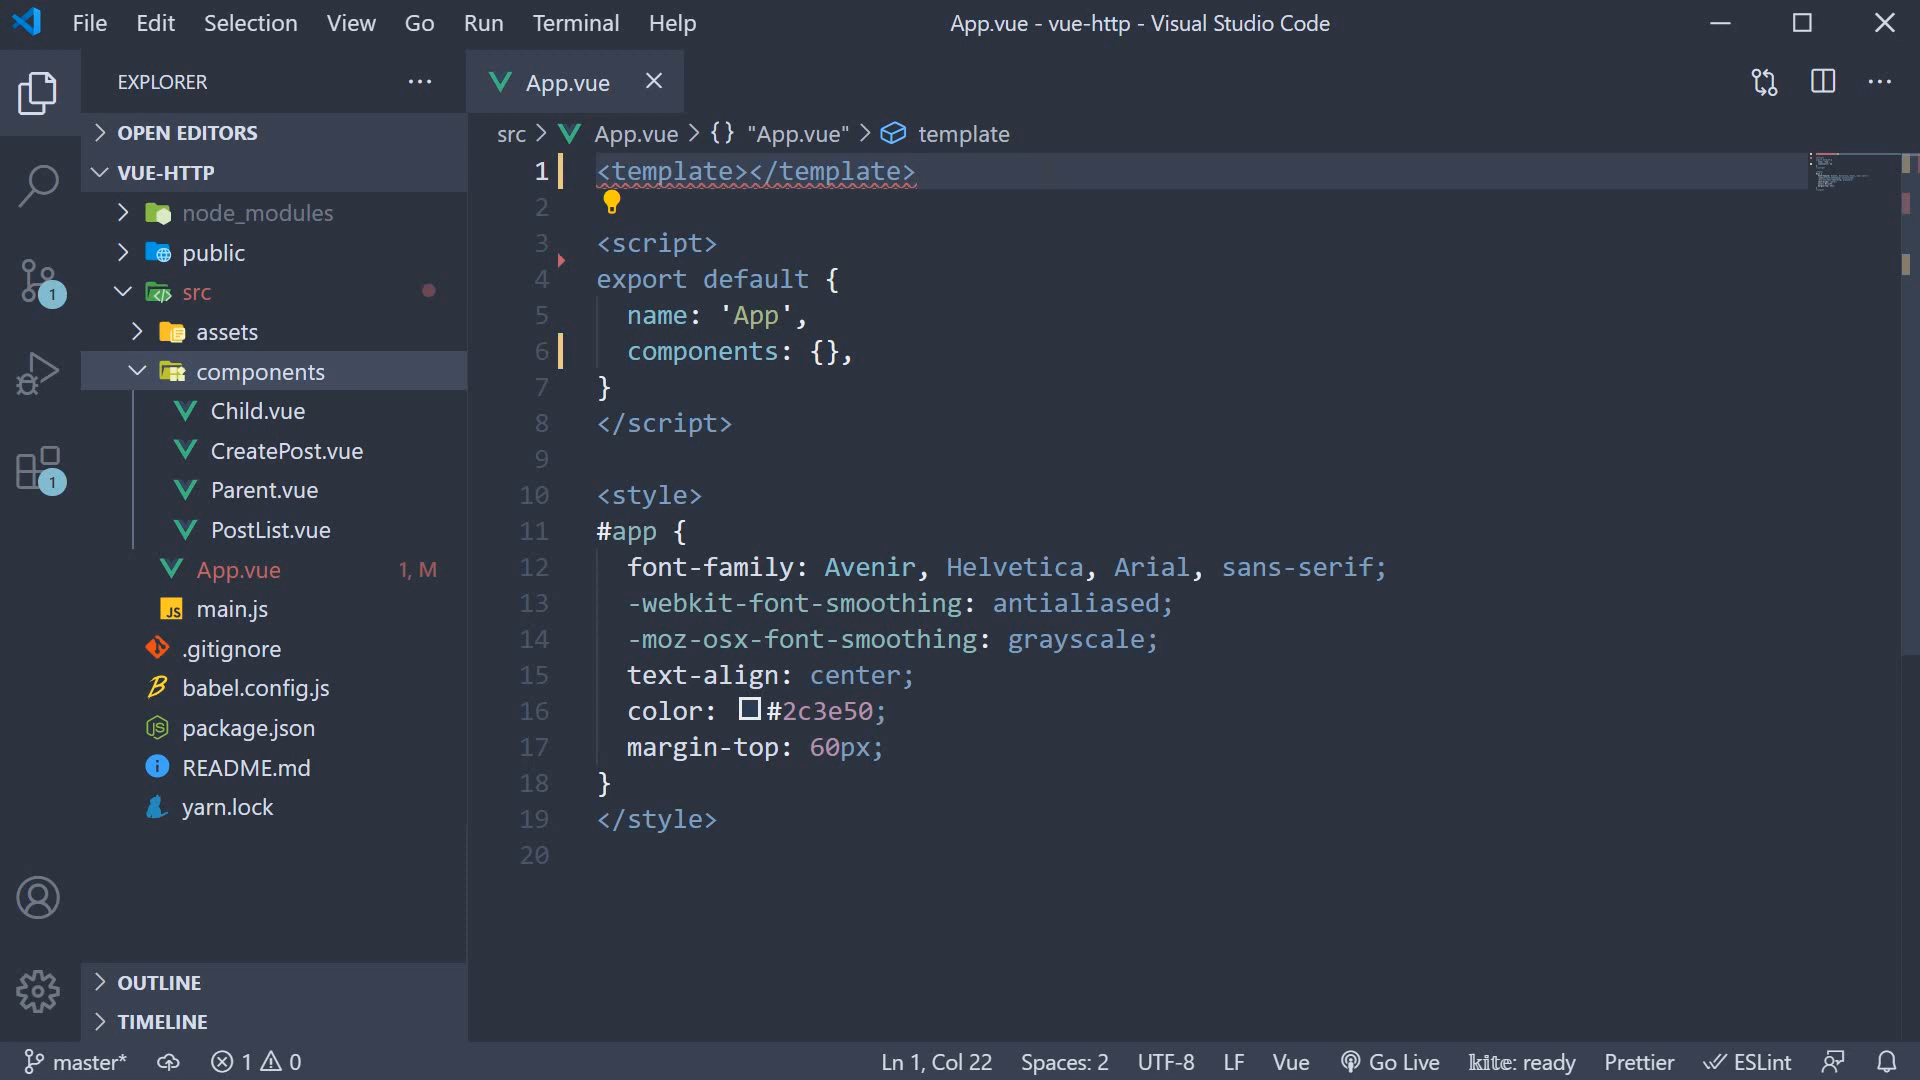 File Edit Selection View Go Run Terminal Help
App.vue - vue-http - Visual Studio Code
EXPLORER
OPEN EDITORS
VUE-HTTP
node_modules
public
src
assets
components
Child.vue
CreatePost.vue
Parent.vue
PostList.vue
App.vue 1, M
JS main.js
.gitignore
babel.config.js
package.json
README.md
yarn.lock
OUTLINE
TIMELINE
1
1
App.vue
src > App.vue > {} "App.vue" > template
1 <template></template>
2
3 <script>
4 export default {
5 name: 'App',
6 components: {},
7 }
8 </script>
9
10 <style>
11 #app {
12 font-family: Avenir, Helvetica, Arial, sans-serif;
13 -webkit-font-smoothing: antialiased;
14 -moz-osx-font-smoothing: grayscale;
15 text-align: center;
16 color: #2c3e50;
17 margin-top: 60px;
18 }
19 </style>
20
master* 1 0 Ln 1, Col 22 Spaces: 2 UTF-8 LF Vue Go Live kite: ready Prettier ESLint